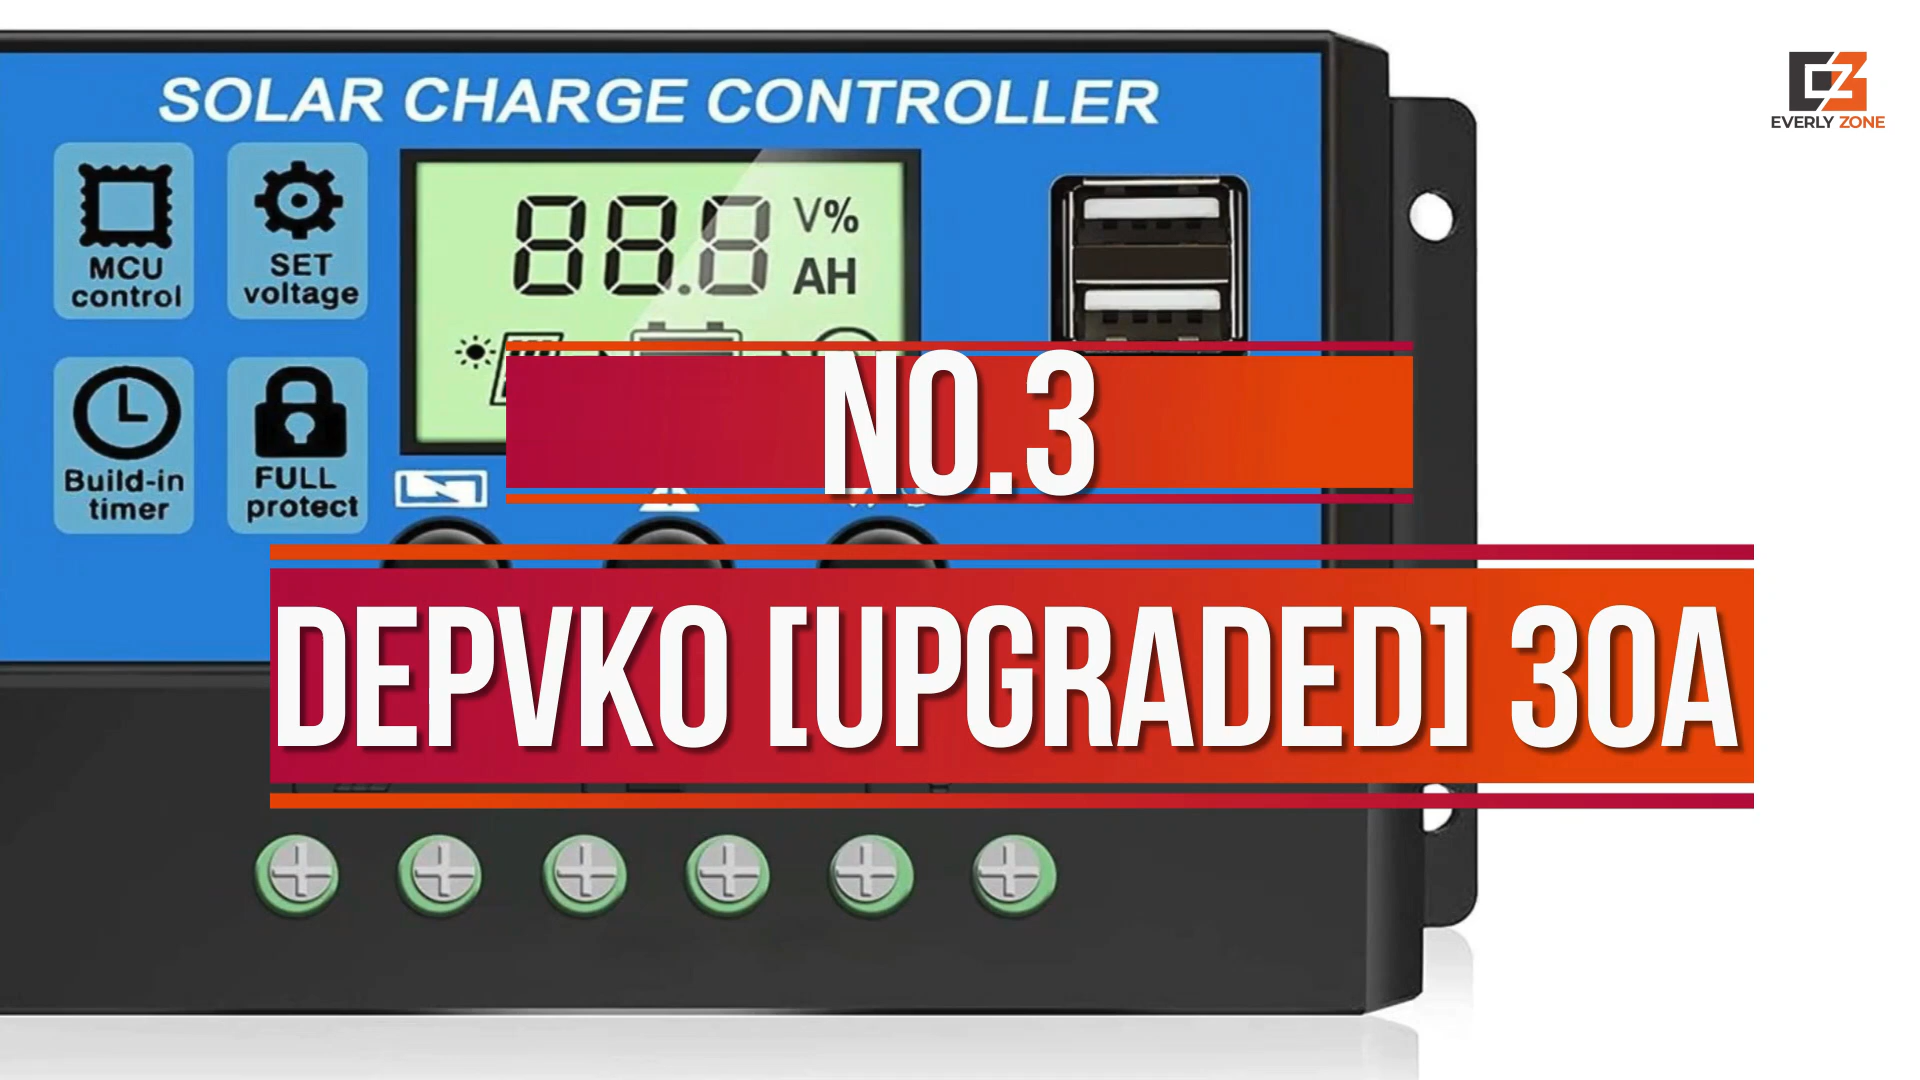 SOLAR CHARGE CONTROLLER
EVERLY ZONE
MCU
control
SET
voltage
88.8 V%
AH
Build-in
timer
FULL
protect
NO.3
DEPVKO [UPGRADED] 30A